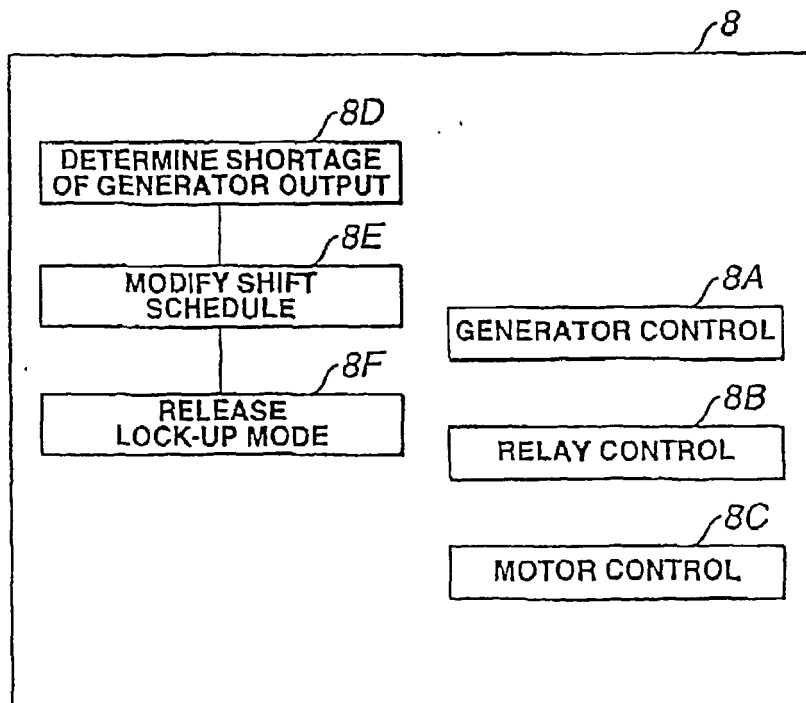 8
8D
DETERMINE SHORTAGE
OF GENERATOR OUTPUT
8E
MODIFY SHIFT
SCHEDULE
8F
RELEASE
LOCK-UP MODE
8A
GENERATOR CONTROL
8B
RELAY CONTROL
8C
MOTOR CONTROL